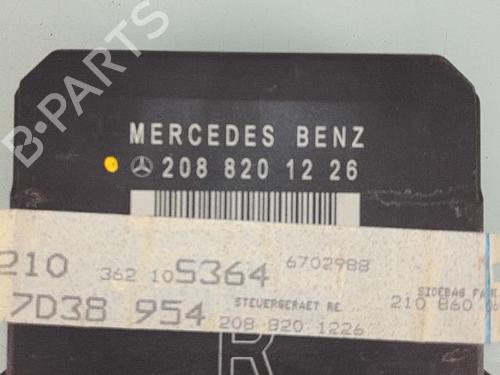 MERCEDES BENZ
208 820 12 26
210 362 10 S364 6702988
7D38 954 STEUERGERAET RE. SIDEBAG
208 820 1226 210 860
R
B-PARTS